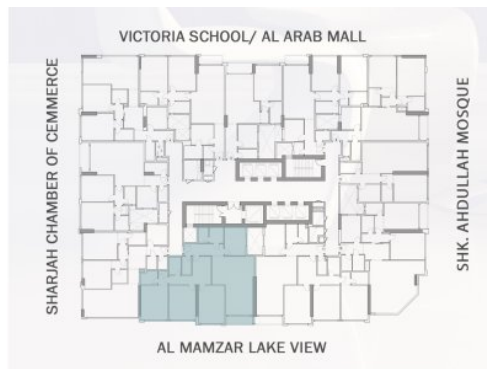 VICTORIA SCHOOL/ AL ARAB MALL
SHARJAH CHAMBER OF CEMMERCE
SHK. AHDULLAH MOSQUE
AL MAMZAR LAKE VIEW